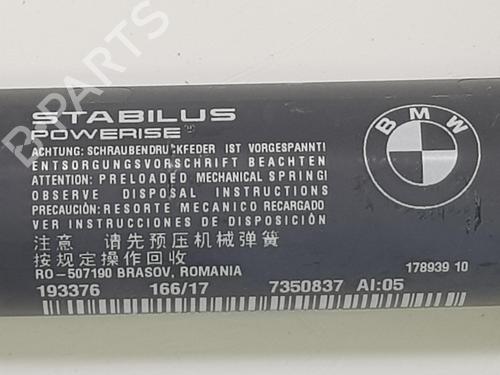 B PARTS
STABILUS
POWERISE®
BMW
ACHTUNG: SCHRAUBENDRUCKFEDER IST VORGESPANNT!
ENTSORGUNGSVORSCHRIFT BEACHTEN
ATTENTION: PRELOADED MECHANICAL SPRING!
OBSERVE DISPOSAL INSTRUCTIONS
PRECAUCIÓN: RESORTE MECANICO RECARGADO
VER INSTRUCCIONES DE DISPOSICIÓN
注意 请先预压机械弹簧
按规定操作回收
RO-507190 BRASOV, ROMANIA
178939 10
193376 166/17 7350837 AI:05